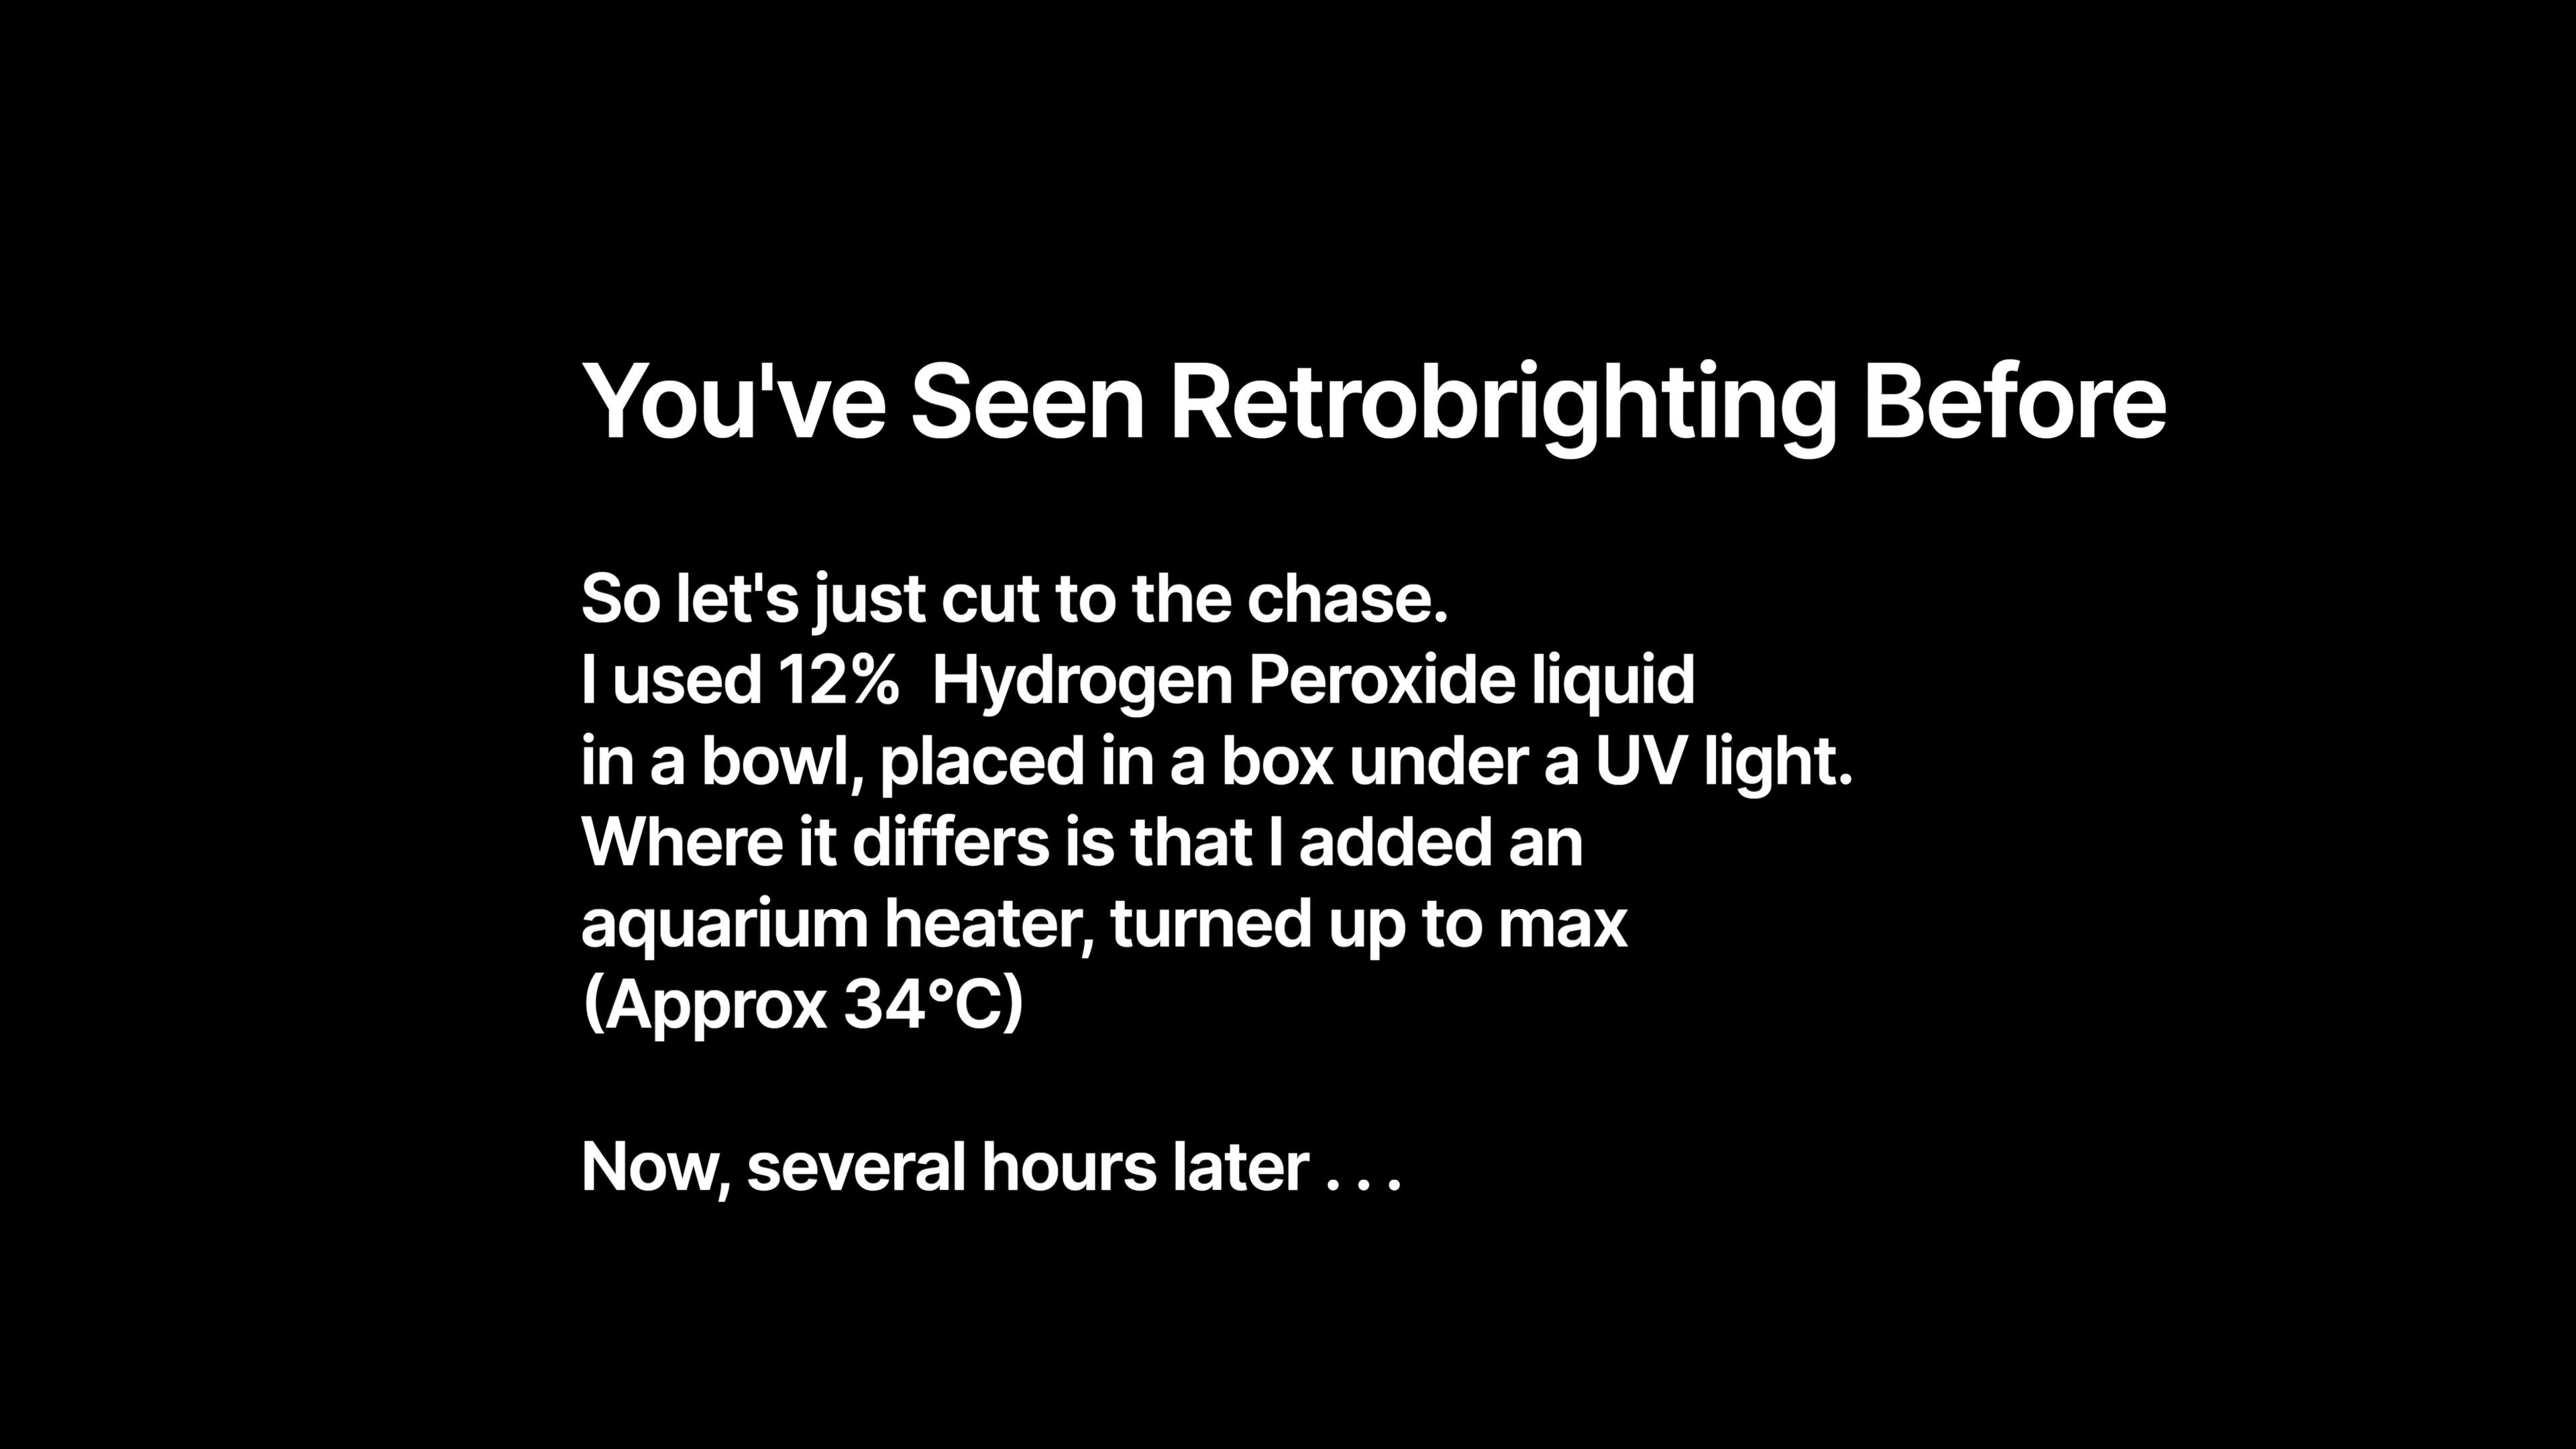 You've Seen Retrobrighting Before
So let's just cut to the chase.
I used 12%  Hydrogen Peroxide liquid
in a bowl, placed in a box under a UV light.
Where it differs is that I added an
aquarium heater, turned up to max
(Approx 34°C)
Now, several hours later . . .